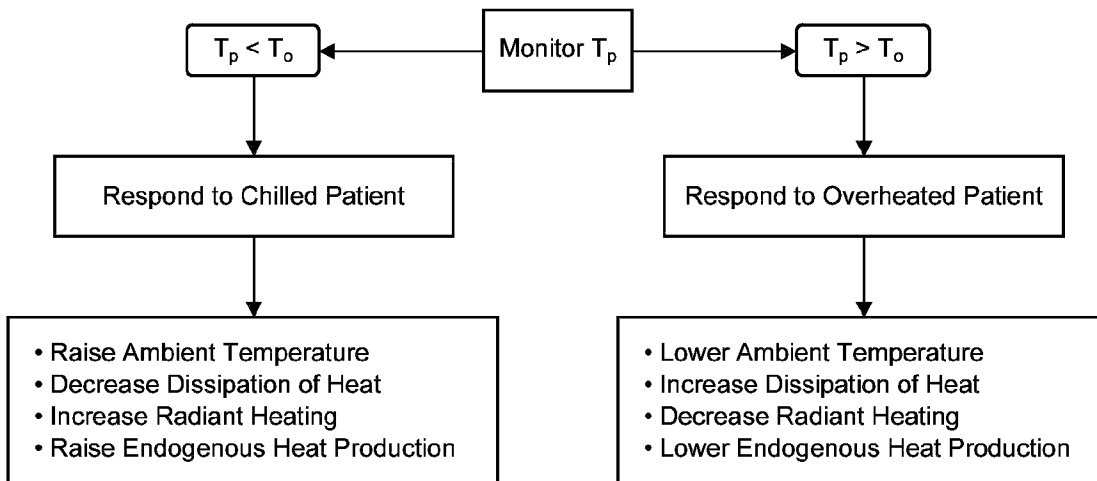 Tp < To
Monitor Tp
Tp > To
Respond to Chilled Patient
Respond to Overheated Patient
• Raise Ambient Temperature
• Decrease Dissipation of Heat
• Increase Radiant Heating
• Raise Endogenous Heat Production
• Lower Ambient Temperature
• Increase Dissipation of Heat
• Decrease Radiant Heating
• Lower Endogenous Heat Production